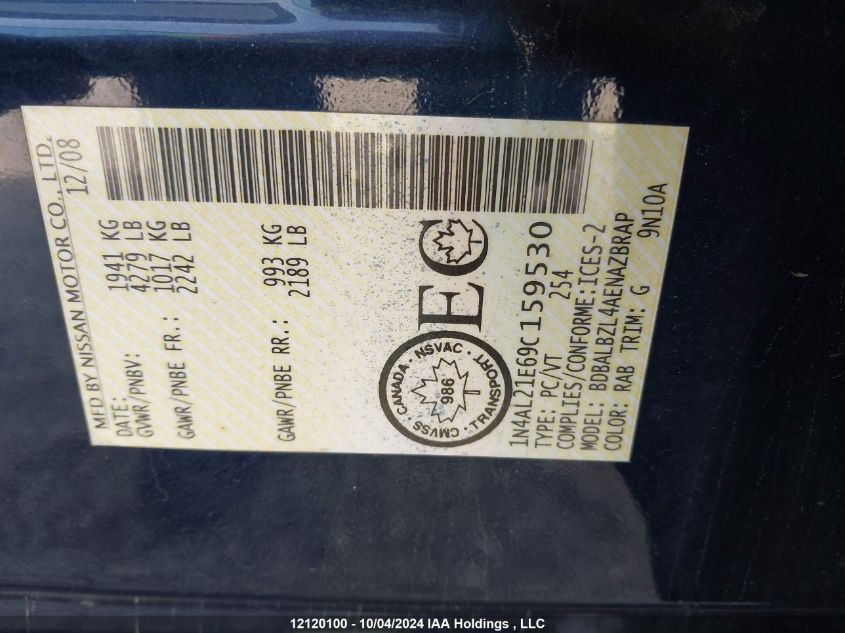 MFD BY NISSAN MOTOR CO., LTD.
DATE: 12/08
GVWR/PNBV: 1941 KG
4279 LB
GAWR/PNBE FR.: 1017 KG
2242 LB
GAWR/PNBE RR.: 993 KG
2189 LB
CANADA · NSVAC · TRANSPORT · CMVSS
986
EC
1N4AL21E69C159530
TYPE: PC/VT 254
COMPLIES/CONFORME:ICES-2
MODEL: BDBALBZL4AENAZBRAP
COLOR: RAB TRIM: G 9N10A
12120100 - 10/04/2024 IAA Holdings , LLC